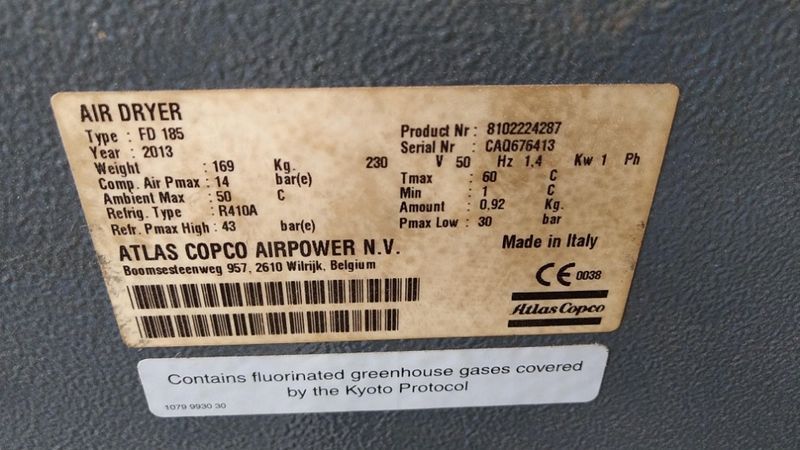 AIR DRYER
Type : FD 185 Product Nr : 8102224287
Year : 2013 Serial Nr : CAQ676413
Weight : 169 Kg. 230 V 50 Hz 1,4 Kw 1 Ph
Comp. Air Pmax : 14 bar(e) Tmax : 60 C
Ambient Max : 50 C Min : 1 C
Refrig. Type : R410A Amount : 0,92 Kg.
Refr. Pmax High : 43 bar(e) Pmax Low : 30 bar
ATLAS COPCO AIRPOWER N.V. Made in Italy
Boomsesteenweg 957, 2610 Wilrijk, Belgium
CE 0038
Atlas Copco
Contains fluorinated greenhouse gases covered
by the Kyoto Protocol
1079 9930 30